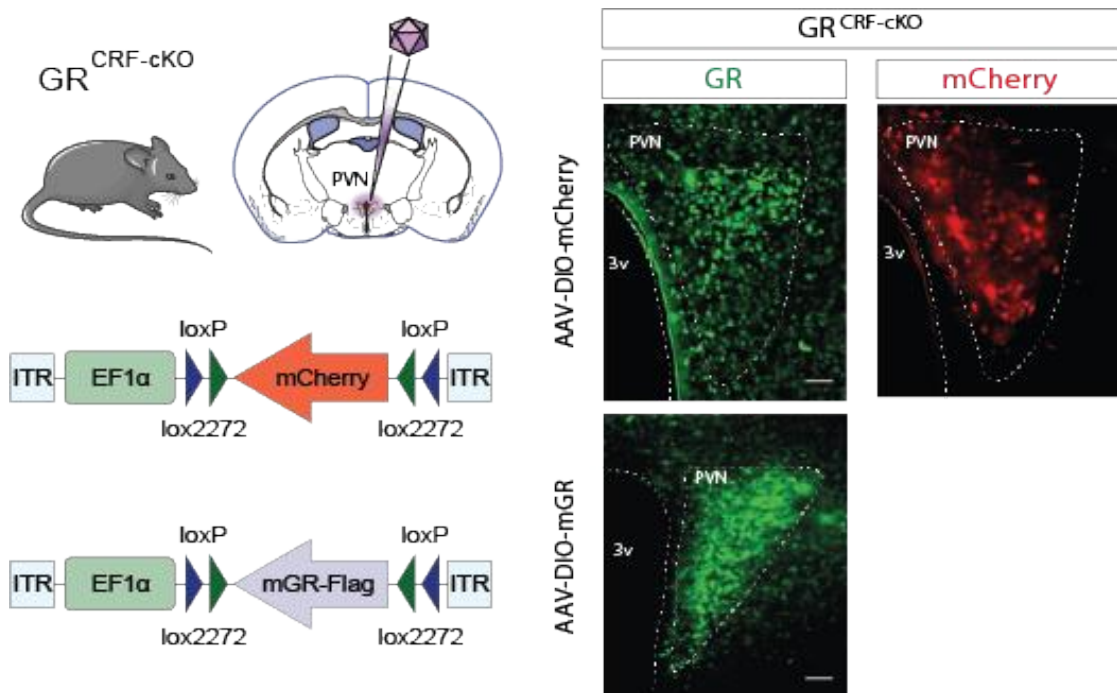 GR CRF-cKO
PVN
loxP loxP
ITR EF1α mCherry ITR
lox2272 lox2272
loxP loxP
ITR EF1α mGR-Flag ITR
lox2272 lox2272
GR CRF-cKO
GR mCherry
AAV-DIO-mCherry
PVN
3v
PVN
3v
AAV-DIO-mGR
PVN
3v